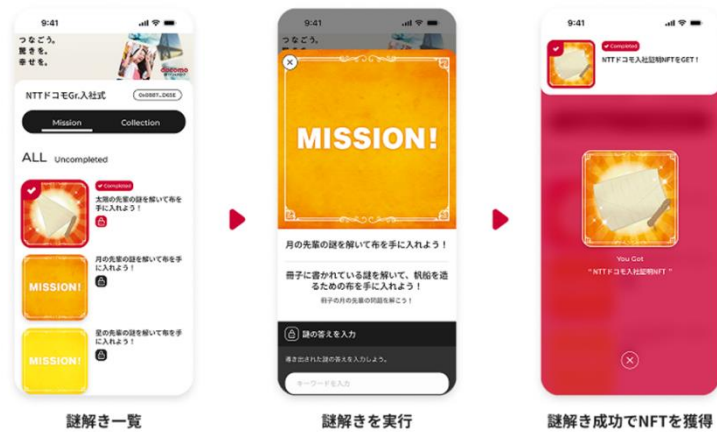 9:41
つなごう。
驚きを。
幸せを。
docomo
NTTドコモGr.入社式
Mission
Collection
ALL
Uncompleted
Completed
太陽の先輩の謎を解いて布を
手に入れよう！
MISSION!
月の先輩の謎を解いて布を手
に入れよう！
MISSION!
星の先輩の謎を解いて布を手
に入れよう！
謎解き一覧
9:41
つなごう。
MISSION!
月の先輩の謎を解いて布を手に入れよう！
冊子に書かれている謎を解いて、帆船を造
るための布を手に入れよう！
冊子の月の先輩の問題を解こう！
謎の答えを入力
導き出された謎の答えを入力しよう。
キーワードを入力
謎解きを実行
9:41
Completed
NTTドコモ入社証明NFTをGET！
You Got
"NTTドコモ入社証明NFT"
謎解き成功でNFTを獲得